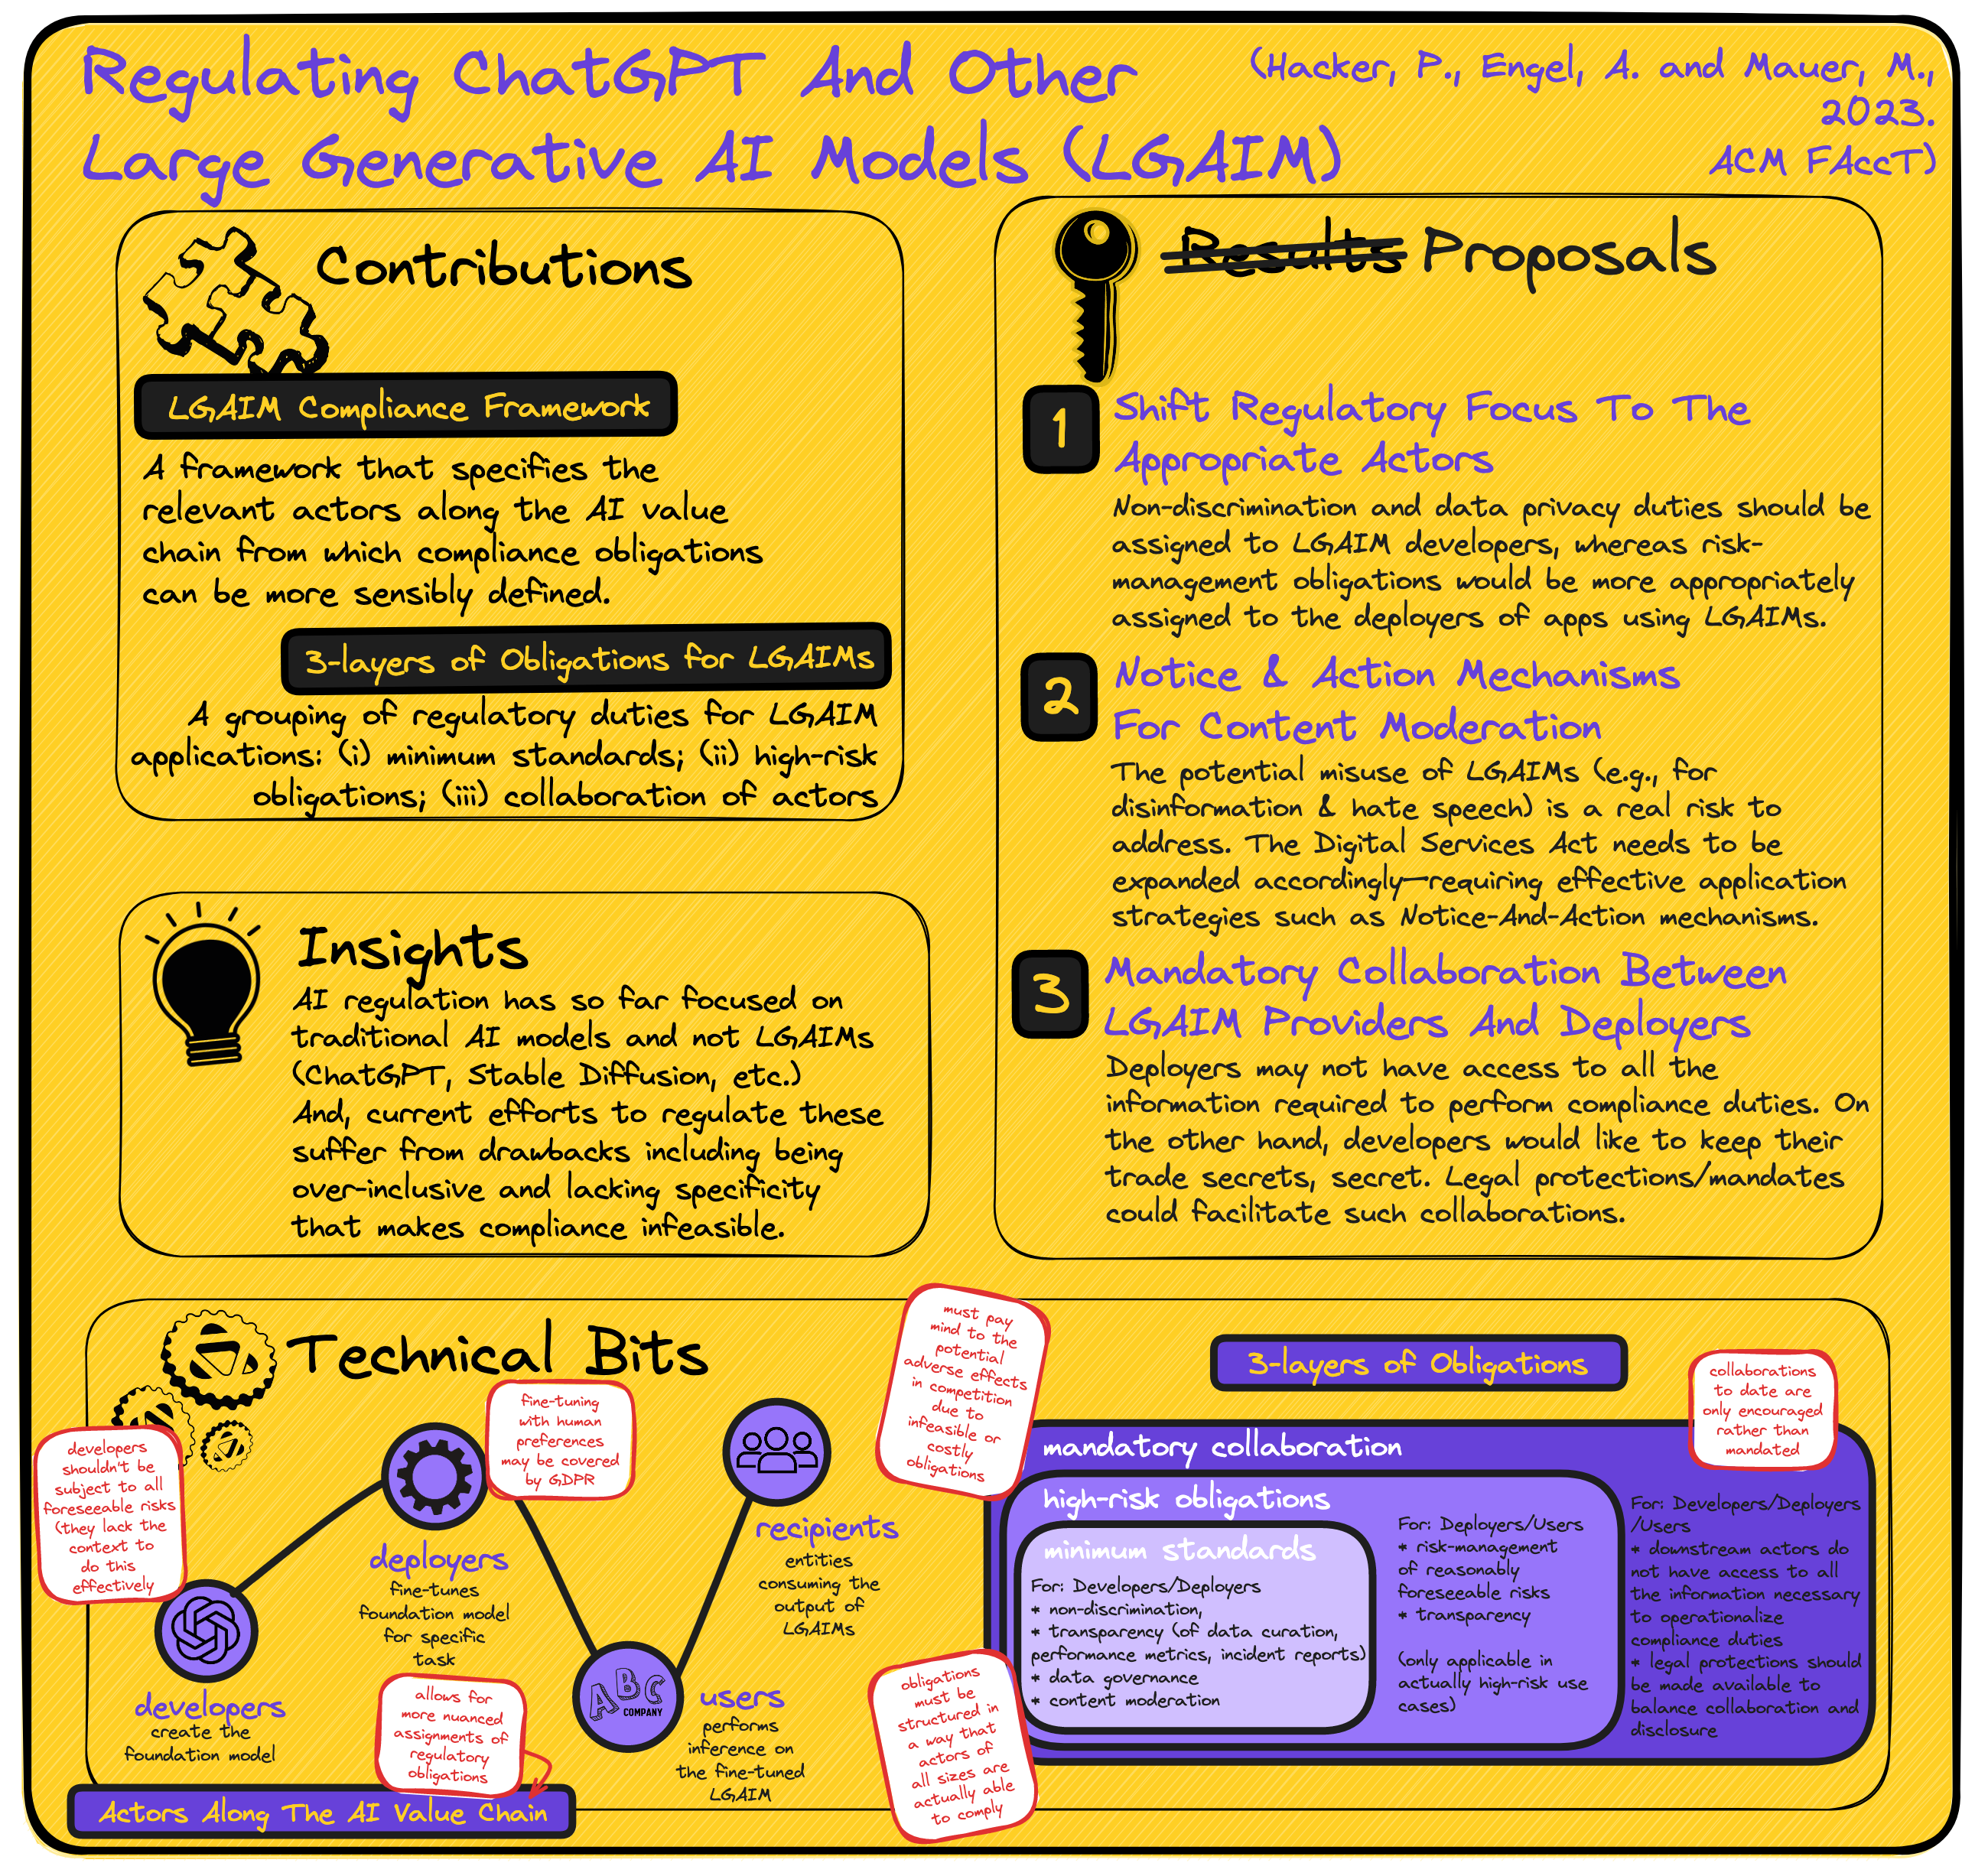 Regulating ChatGPT And Other
Large Generative AI Models (LGAIM)
(Hacker, P., Engel, A. and Mauer, M.,
2023.
ACM FAccT)
Contributions
LGAIM Compliance Framework
A framework that specifies the
relevant actors along the AI value
chain from which compliance obligations
can be more sensibly defined.
3-layers of Obligations for LGAIMs
A grouping of regulatory duties for LGAIM
applications: (i) minimum standards; (ii) high-risk
obligations; (iii) collaboration of actors
Insights
AI regulation has so far focused on
traditional AI models and not LGAIMs
(ChatGPT, Stable Diffusion, etc.)
And, current efforts to regulate these
suffer from drawbacks including being
over-inclusive and lacking specificity
that makes compliance infeasible.
Results Proposals
1
Shift Regulatory Focus To The
Appropriate Actors
Non-discrimination and data privacy duties should be
assigned to LGAIM developers, whereas risk-
management obligations would be more appropriately
assigned to the deployers of apps using LGAIMs.
2
Notice & Action Mechanisms
For Content Moderation
The potential misuse of LGAIMs (e.g., for
disinformation & hate speech) is a real risk to
address. The Digital Services Act needs to be
expanded accordingly—requiring effective application
strategies such as Notice-And-Action mechanisms.
3
Mandatory Collaboration Between
LGAIM Providers And Deployers
Deployers may not have access to all the
information required to perform compliance duties. On
the other hand, developers would like to keep their
trade secrets, secret. Legal protections/mandates
could facilitate such collaborations.
Technical Bits
developers
shouldn't be
subject to all
foreseeable risks
(they lack the
context to
do this
effectively
developers
create the
foundation model
deployers
fine-tunes
foundation model
for specific
task
fine-tuning
with human
preferences
may be covered
by GDPR
allows for
more nuanced
assignments of
regulatory
obligations
ABC
COMPANY
users
performs
inference on
the fine-tuned
LGAIM
recipients
entities
consuming the
output of
LGAIMs
Actors Along The AI Value Chain
must pay
mind to the
potential
adverse effects
in competition
due to
infeasible or
costly
obligations
obligations
must be
structured in
a way that
actors of
all sizes are
actually able
to comply
3-layers of Obligations
collaborations
to date are
only encouraged
rather than
mandated
mandatory collaboration
high-risk obligations
minimum standards
For: Developers/Deployers
* non-discrimination,
* transparency (of data curation,
performance metrics, incident reports)
* data governance
* content moderation
For: Deployers/Users
* risk-management
of reasonably
foreseeable risks
* transparency
(only applicable in
actually high-risk use
cases)
For: Developers/Deployers
/Users
* downstream actors do
not have access to all
the information necessary
to operationalize
compliance duties
* legal protections should
be made available to
balance collaboration and
disclosure